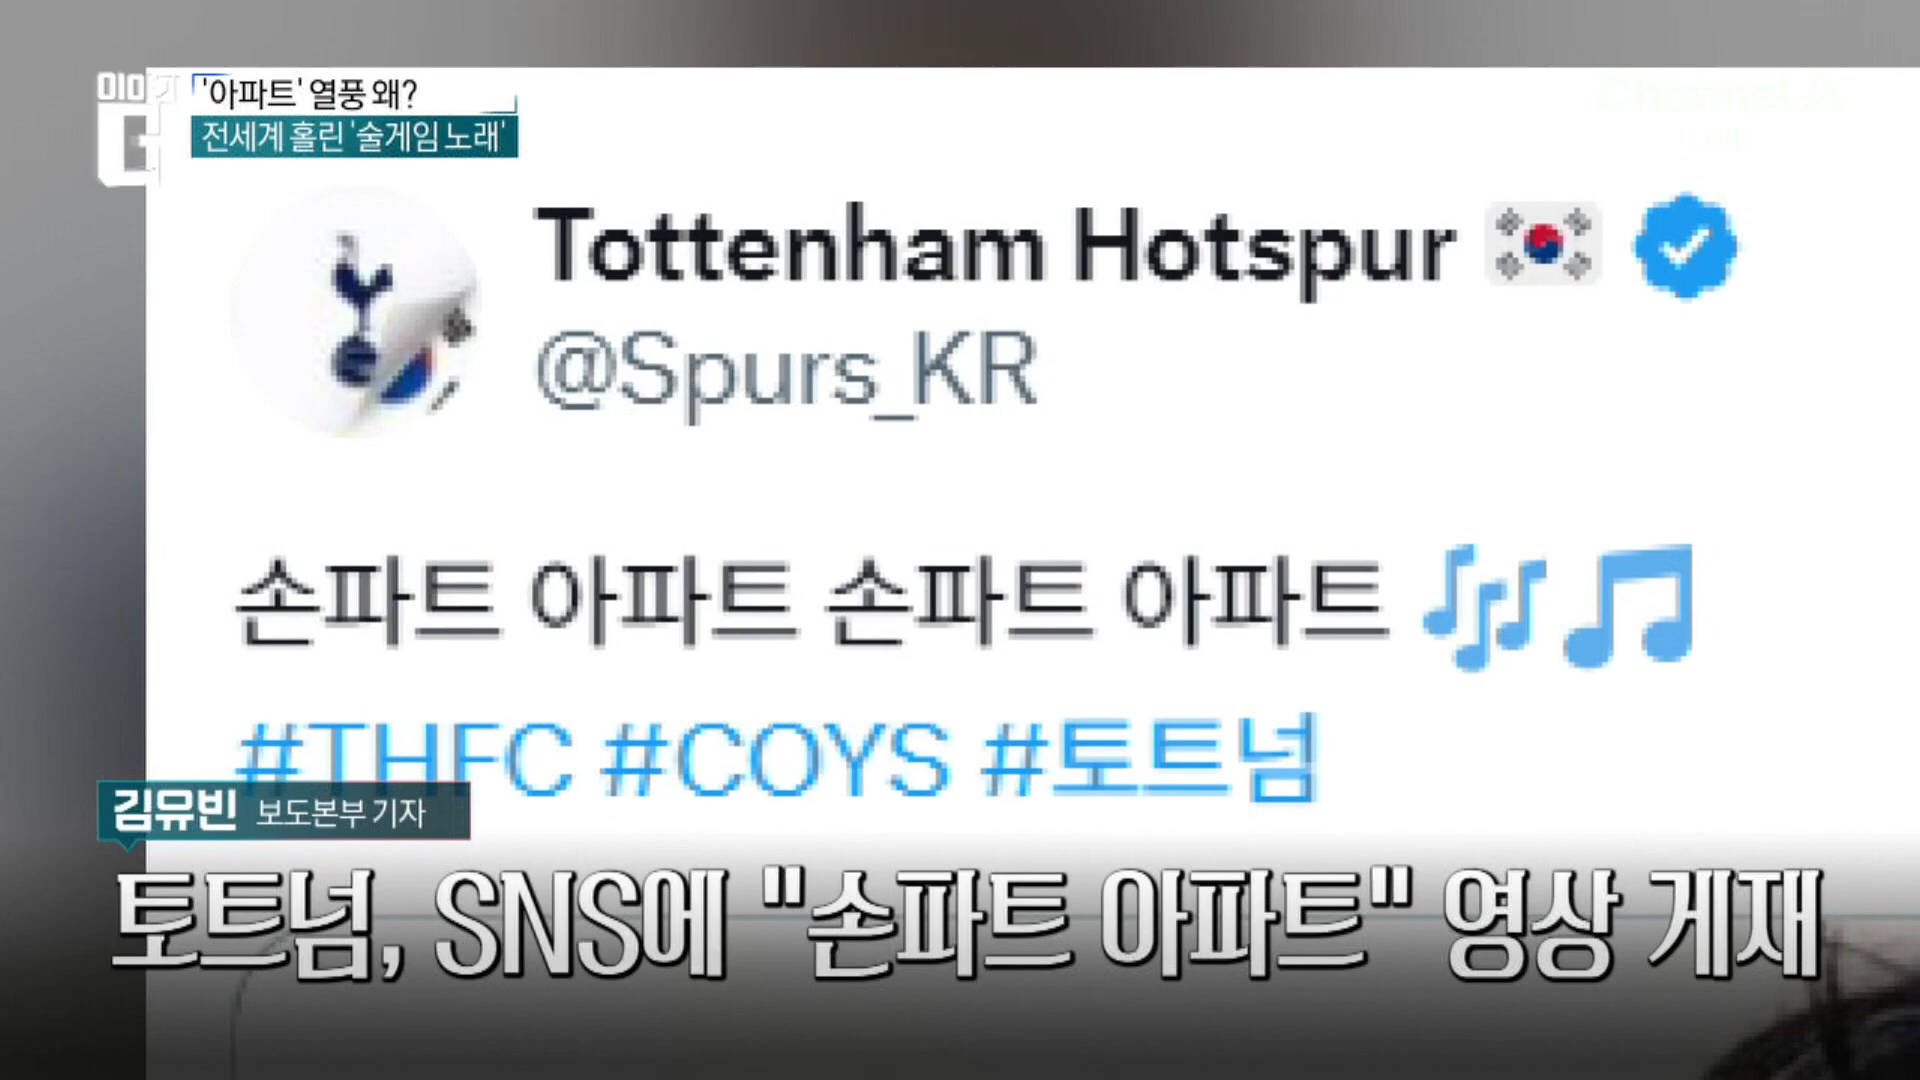 '아파트' 열풍 왜?
전세계 홀린 '술게임 노래'
Channel A
Tottenham Hotspur
@Spurs_KR
손파트 아파트 손파트 아파트
#THFC #COYS #토트넘
김유빈 보도본부 기자
토트넘, SNS에 "손파트 아파트" 영상 게재